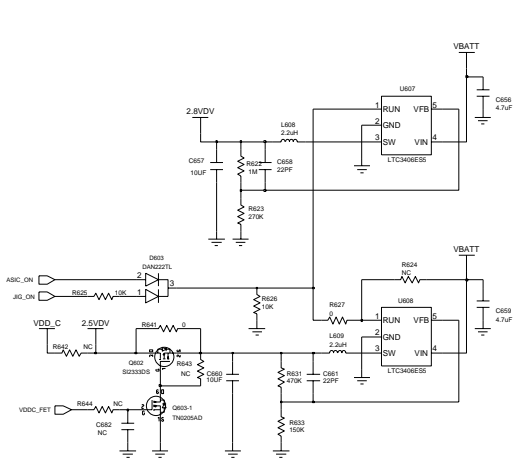 VBATT
U607
1 RUN VFB 5
2 GND
3 SW VIN 4
LTC3406ES5
C656
4.7uF
2.8VDV
L608
2.2uH
C657
10UF
R622
1M
C658
22PF
R623
270K
D603
DAN222TL
ASIC_ON
2
3
JIG_ON
R625 10K
1
R626
10K
R624
NC
VBATT
R627
0
U608
1 RUN VFB 5
2 GND
3 SW VIN 4
LTC3406ES5
C659
4.7uF
L609
2.2uH
VDD_C
2.5VDV
R641 0
R642 NC
Q602
SI2333DS
R643
NC
C660
10UF
R631
470K
C661
22PF
R633
150K
VDDC_FET
R644 NC
Q603-1
TN0205AD
C682
NC